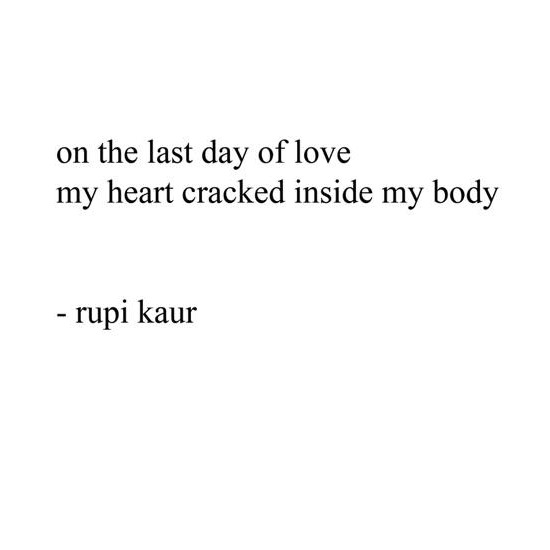 on the last day of love
my heart cracked inside my body
- rupi kaur